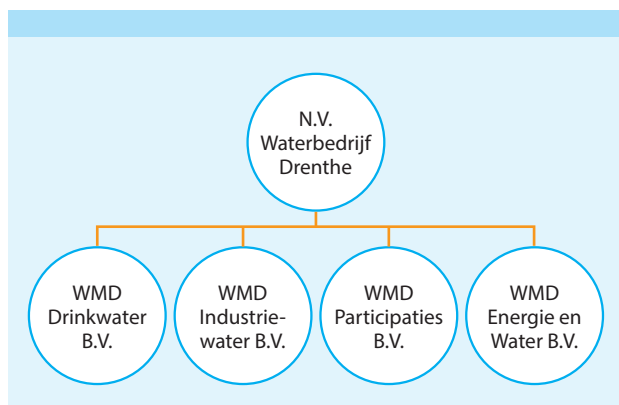 N.V.
Waterbedrijf
Drenthe
WMD
Drinkwater
B.V.
WMD
Industrie-
water B.V.
WMD
Participaties
B.V.
WMD
Energie en
Water B.V.